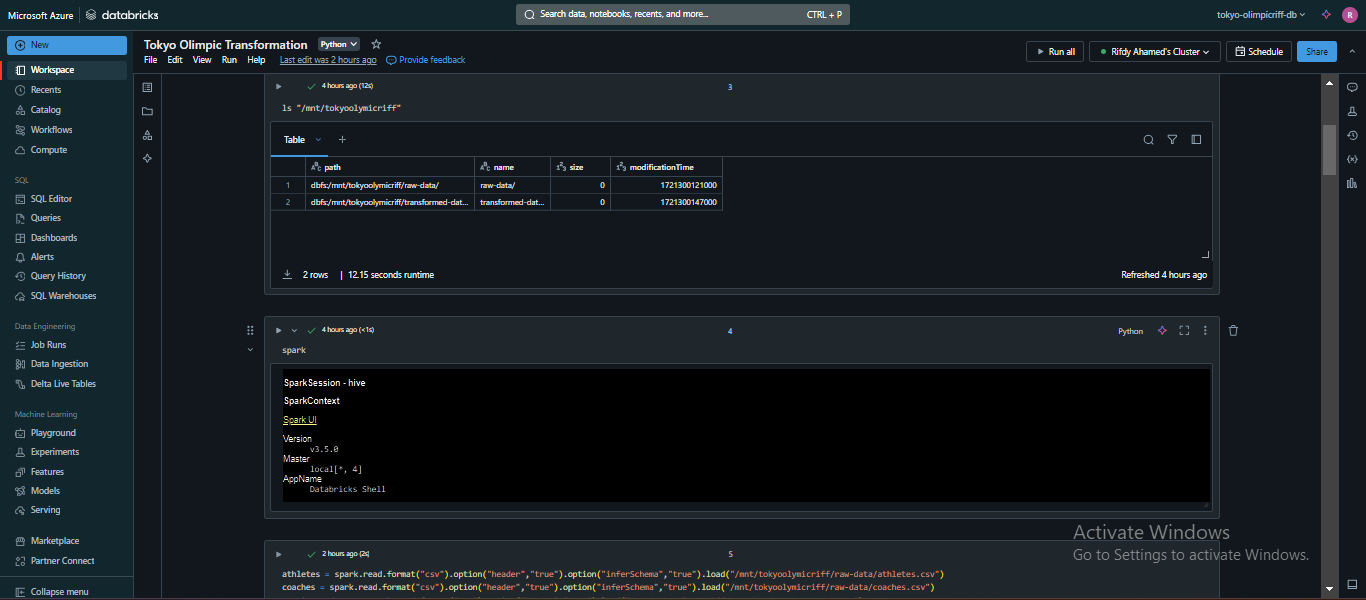 Microsoft Azure databricks
Search data, notebooks, recents, and more... CTRL + P
tokyo-olimpicriff-db
R
New
Workspace
Recents
Catalog
Workflows
Compute
SQL
SQL Editor
Queries
Dashboards
Alerts
Query History
SQL Warehouses
Data Engineering
Job Runs
Data Ingestion
Delta Live Tables
Machine Learning
Playground
Experiments
Features
Models
Serving
Marketplace
Partner Connect
Collapse menu
Tokyo Olimpic Transformation Python
File Edit View Run Help Last edit was 2 hours ago Provide feedback
Run all Rifdy Ahamed's Cluster Schedule Share
4 hours ago (12s) 3
ls "/mnt/tokyoolymicriff"
Table +
path name size modificationTime
1 dbfs:/mnt/tokyoolymicriff/raw-data/ raw-data/ 0 1721300121000
2 dbfs:/mnt/tokyoolymicriff/transformed-dat... transformed-dat... 0 1721300147000
2 rows | 12.15 seconds runtime Refreshed 4 hours ago
4 hours ago (<1s) 4 Python
spark
SparkSession - hive
SparkContext
Spark UI
Version
v3.5.0
Master
local[*, 4]
AppName
Databricks Shell
Activate Windows
Go to Settings to activate Windows.
2 hours ago (2s) 5
athletes = spark.read.format("csv").option("header","true").option("inferSchema","true").load("/mnt/tokyoolymicriff/raw-data/athletes.csv")
coaches = spark.read.format("csv").option("header","true").option("inferSchema","true").load("/mnt/tokyoolymicriff/raw-data/coaches.csv")